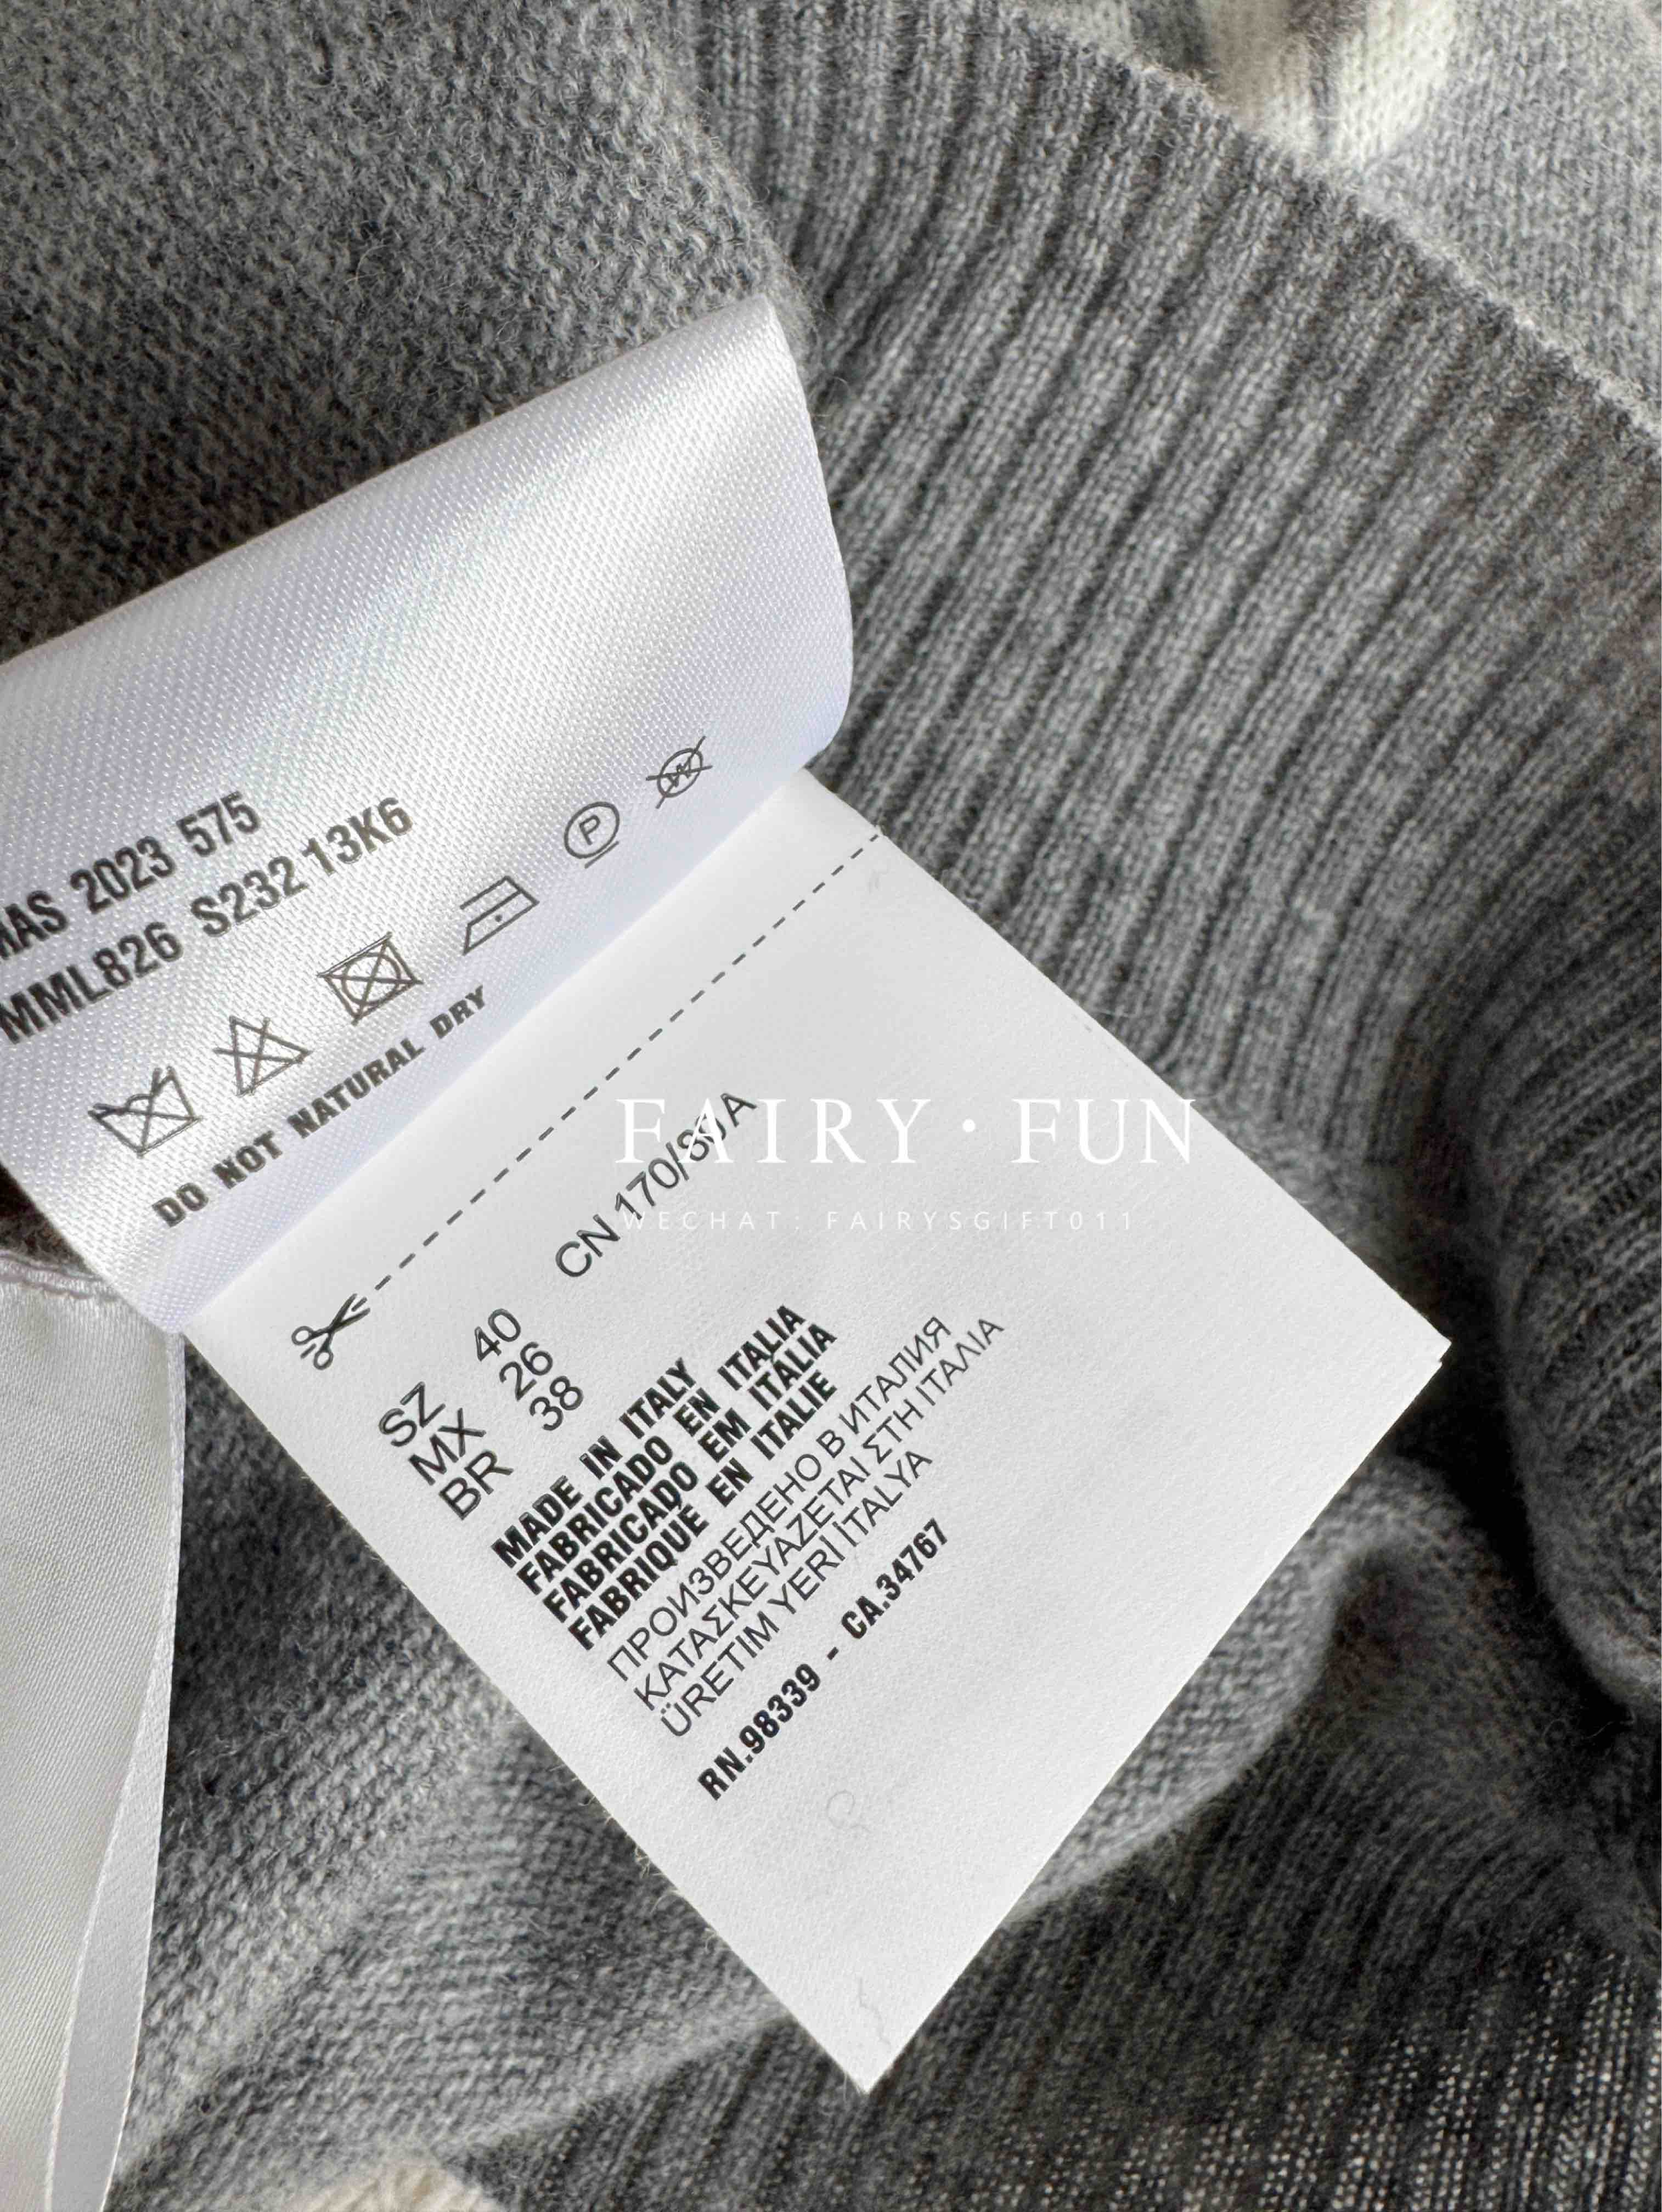 2023 575
MML826 S232 13K6
P
W
DO NOT NATURAL DRY
CN 170/ A
SZ 40
MX 26
BR 38
MADE IN ITALY
FABRICADO EN ITALIA
FABRICADO EM ITÁLIA
FABRIQUÉ EN ITALIE
ПРОИЗВЕДЕНО В ИТАЛИЯ
ΚΑΤΑΣΚΕΥΑΖΕΤΑΙ ΣΤΗ ΙΤΑΛΙΑ
ÜRETIM YERİ İTALYA
RN.98339 - CA.34767
FAIRY·FUN
WECHAT: FAIRYSGIFT011